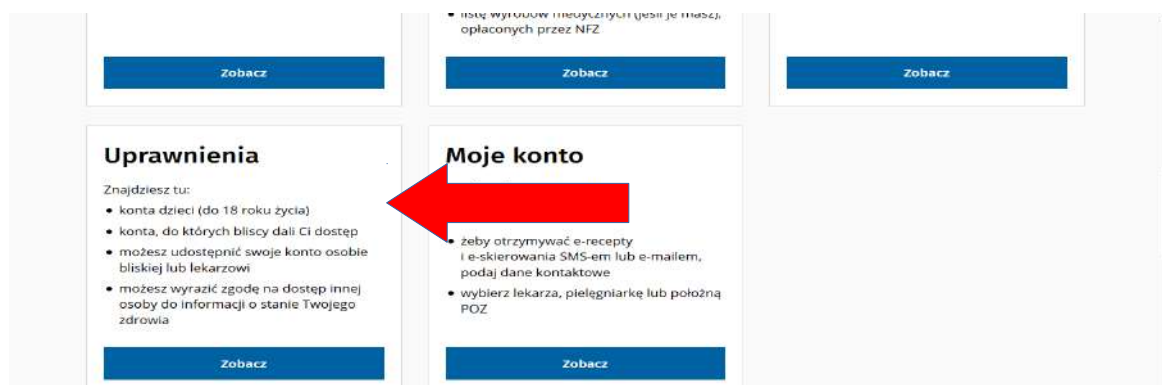 listę wyrobów medycznych (jeśli je masz),
opłaconych przez NFZ
Zobacz
Zobacz
Zobacz
Uprawnienia
Znajdziesz tu:
• konta dzieci (do 18 roku życia)
• konta, do których bliscy dali Ci dostęp
• możesz udostępnić swoje konto osobie
bliskiej lub lekarzowi
• możesz wyrazić zgodę na dostęp innej
osoby do informacji o stanie Twojego
zdrowia
Zobacz
Moje konto
• żeby otrzymywać e-recepty
i e-skierowania SMS-em lub e-mailem,
podaj dane kontaktowe
• wybierz lekarza, pielęgniarkę lub położną
POZ
Zobacz